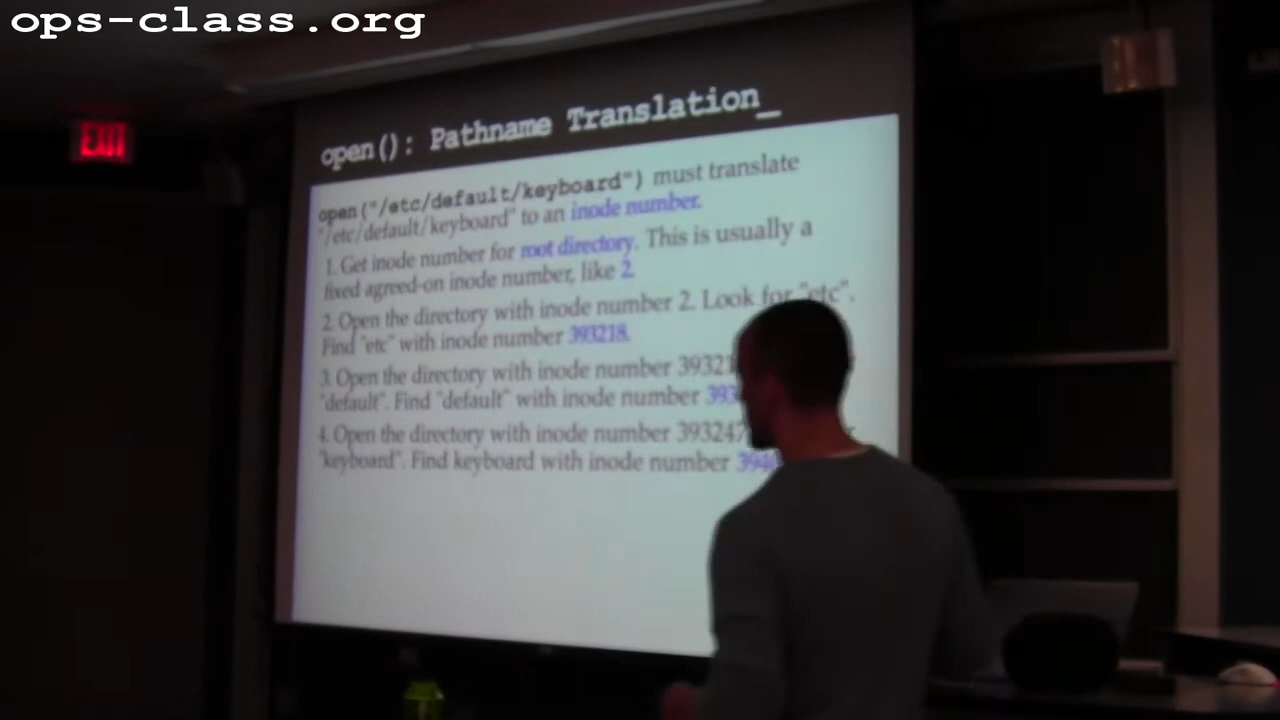 ops-class.org
EXIT
open(): Pathname Translation_
open("/etc/default/keyboard") must translate
"/etc/default/keyboard" to an inode number.
1. Get inode number for root directory. This is usually a
fixed agreed-on inode number, like 2.
2. Open the directory with inode number 2. Look for "etc".
Find "etc" with inode number 393218.
3. Open the directory with inode number
"default". Find "default" with inode number
4. Open the directory with inode number 393247
"keyboard". Find keyboard with inode number